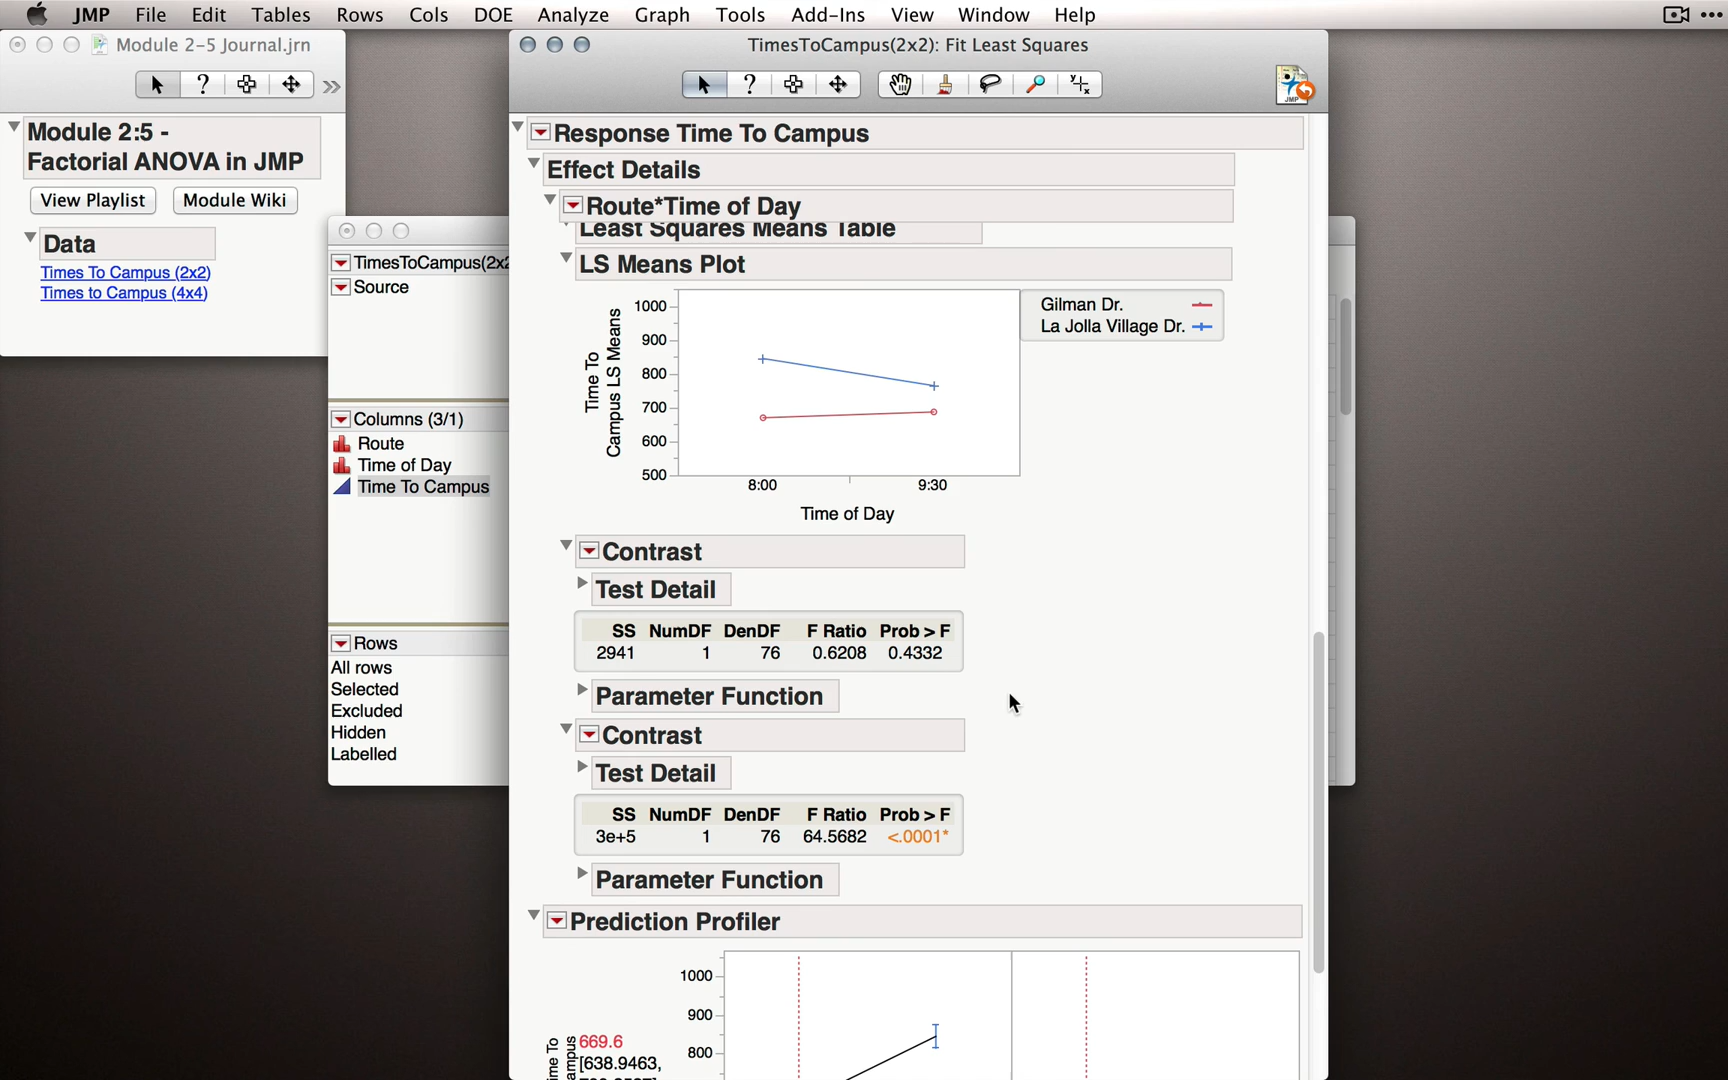 JMP File Edit Tables Rows Cols DOE Analyze Graph Tools Add-Ins View Window Help
Module 2-5 Journal.jrn
Module 2:5 -
Factorial ANOVA in JMP
View Playlist Module Wiki
Data
Times To Campus (2x2)
Times to Campus (4x4)
TimesToCampus(2x2
Source
Columns (3/1)
Route
Time of Day
Time To Campus
Rows
All rows
Selected
Excluded
Hidden
Labelled
TimesToCampus(2x2): Fit Least Squares
JMP
Response Time To Campus
Effect Details
Route*Time of Day
Least Squares Means Table
LS Means Plot
Time To
Campus LS Means
1000
900
800
700
600
500
8:00 9:30
Time of Day
Gilman Dr.
La Jolla Village Dr.
Contrast
Test Detail
SS NumDF DenDF F Ratio Prob > F
2941 1 76 0.6208 0.4332
Parameter Function
Contrast
Test Detail
SS NumDF DenDF F Ratio Prob > F
3e+5 1 76 64.5682 <.0001*
Parameter Function
Prediction Profiler
1000
900
800
669.6
[638.9463,